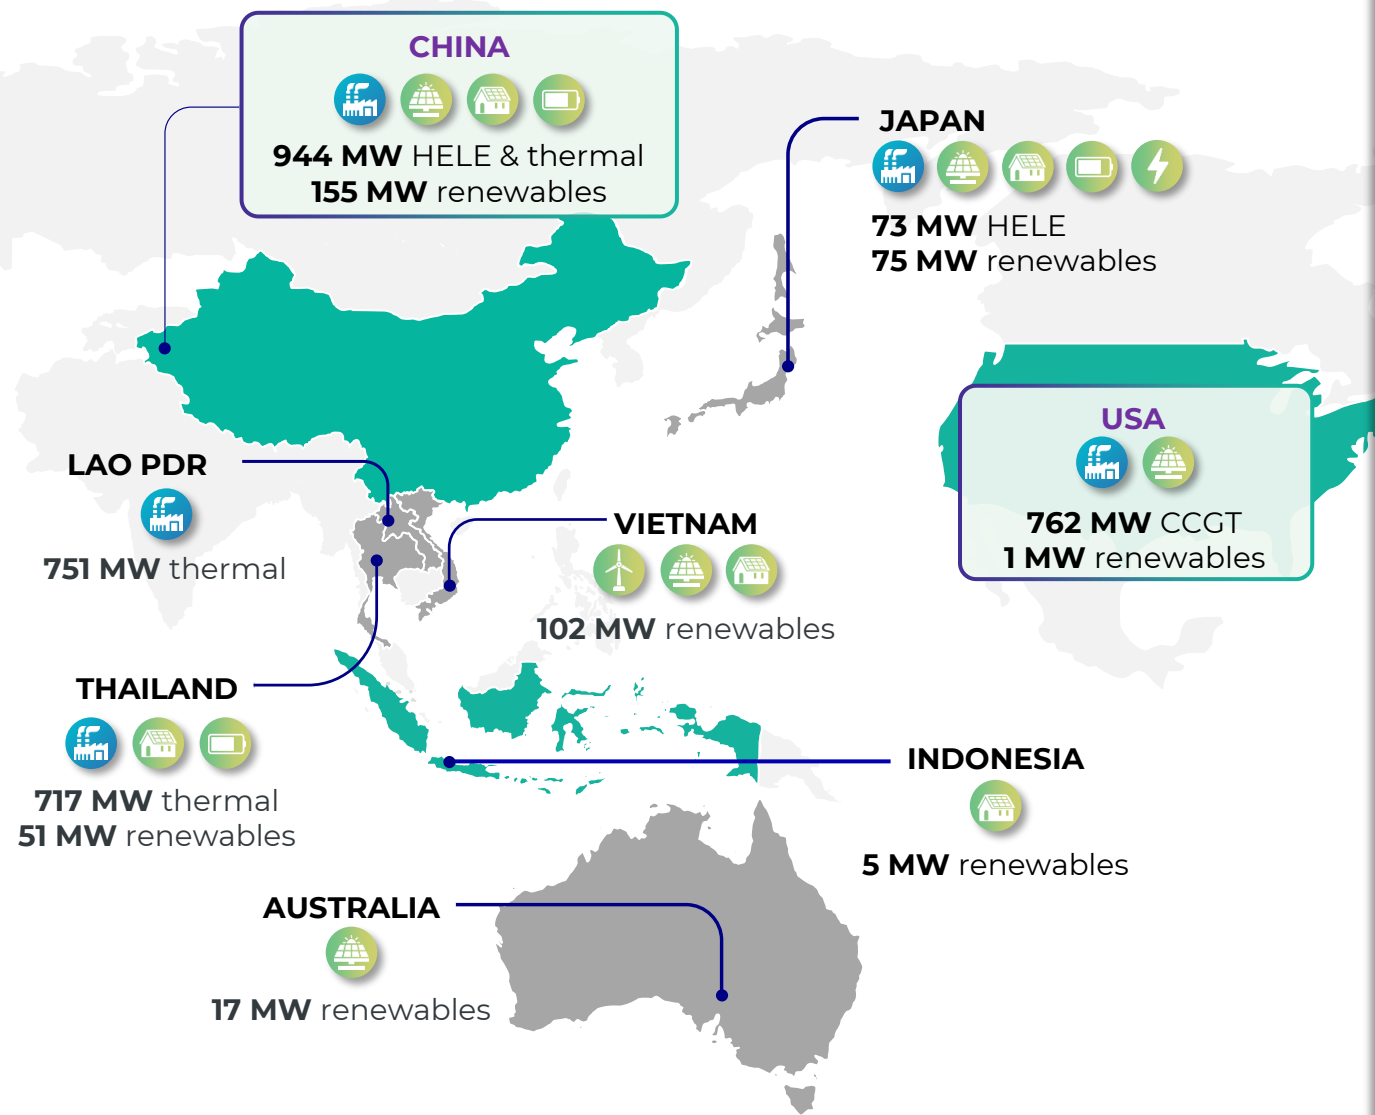 CHINA
944 MW HELE & thermal
155 MW renewables
JAPAN
73 MW HELE
75 MW renewables
USA
762 MW CCGT
1 MW renewables
LAO PDR
751 MW thermal
VIETNAM
102 MW renewables
THAILAND
717 MW thermal
51 MW renewables
INDONESIA
5 MW renewables
AUSTRALIA
17 MW renewables